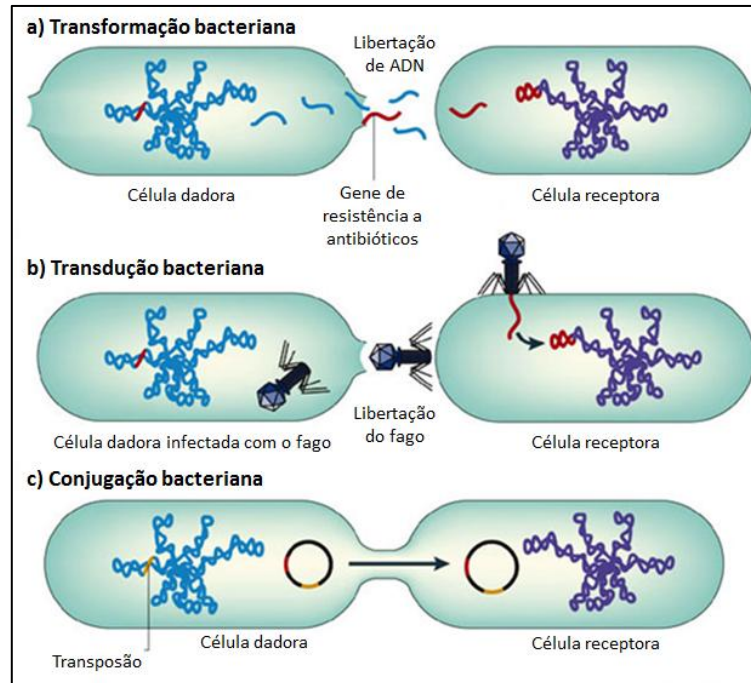 a) Transformação bacteriana
Libertação
de ADN
Célula dadora
Gene de
resistência a
antibióticos
Célula receptora
b) Transdução bacteriana
Célula dadora infectada com o fago
Libertação
do fago
Célula receptora
c) Conjugação bacteriana
Célula dadora
Célula receptora
Transposão